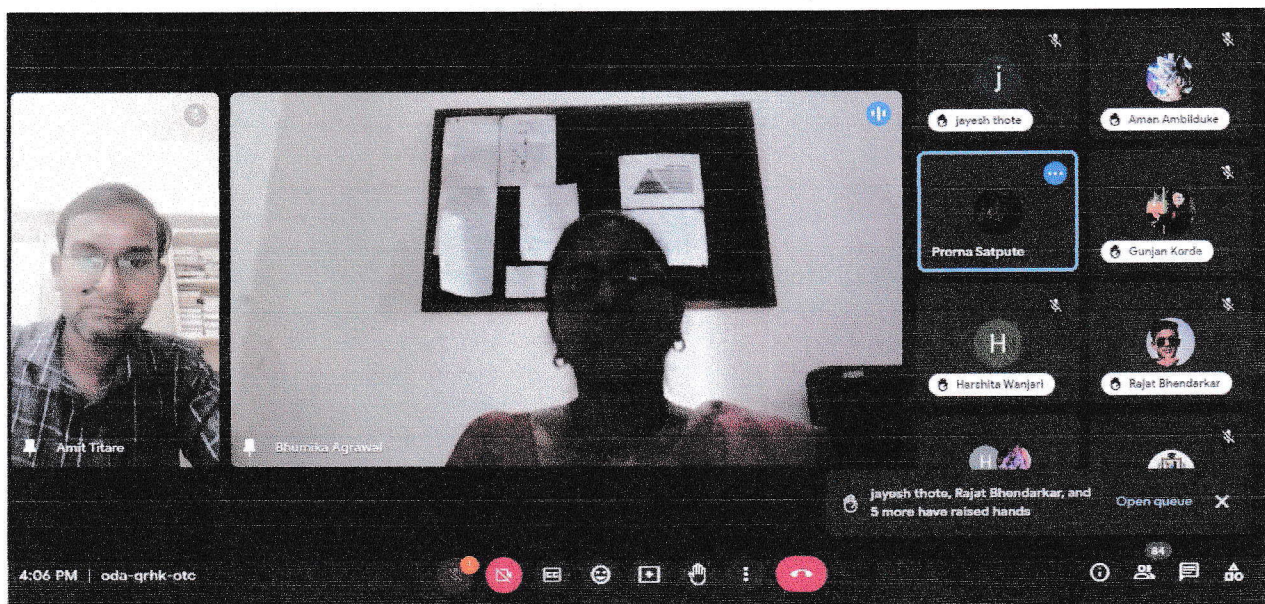 j
jayesh thote
Aman Ambilduke
Prerna Satpute
Gunjan Korde
H
Harshita Wanjari
Rajat Bhendarkar
Amit Titare
Bhumika Agrawal
H
jayesh thote, Rajat Bhendarkar, and
5 more have raised hands
Open queue
84
4:06 PM | oda-qrhk-otc